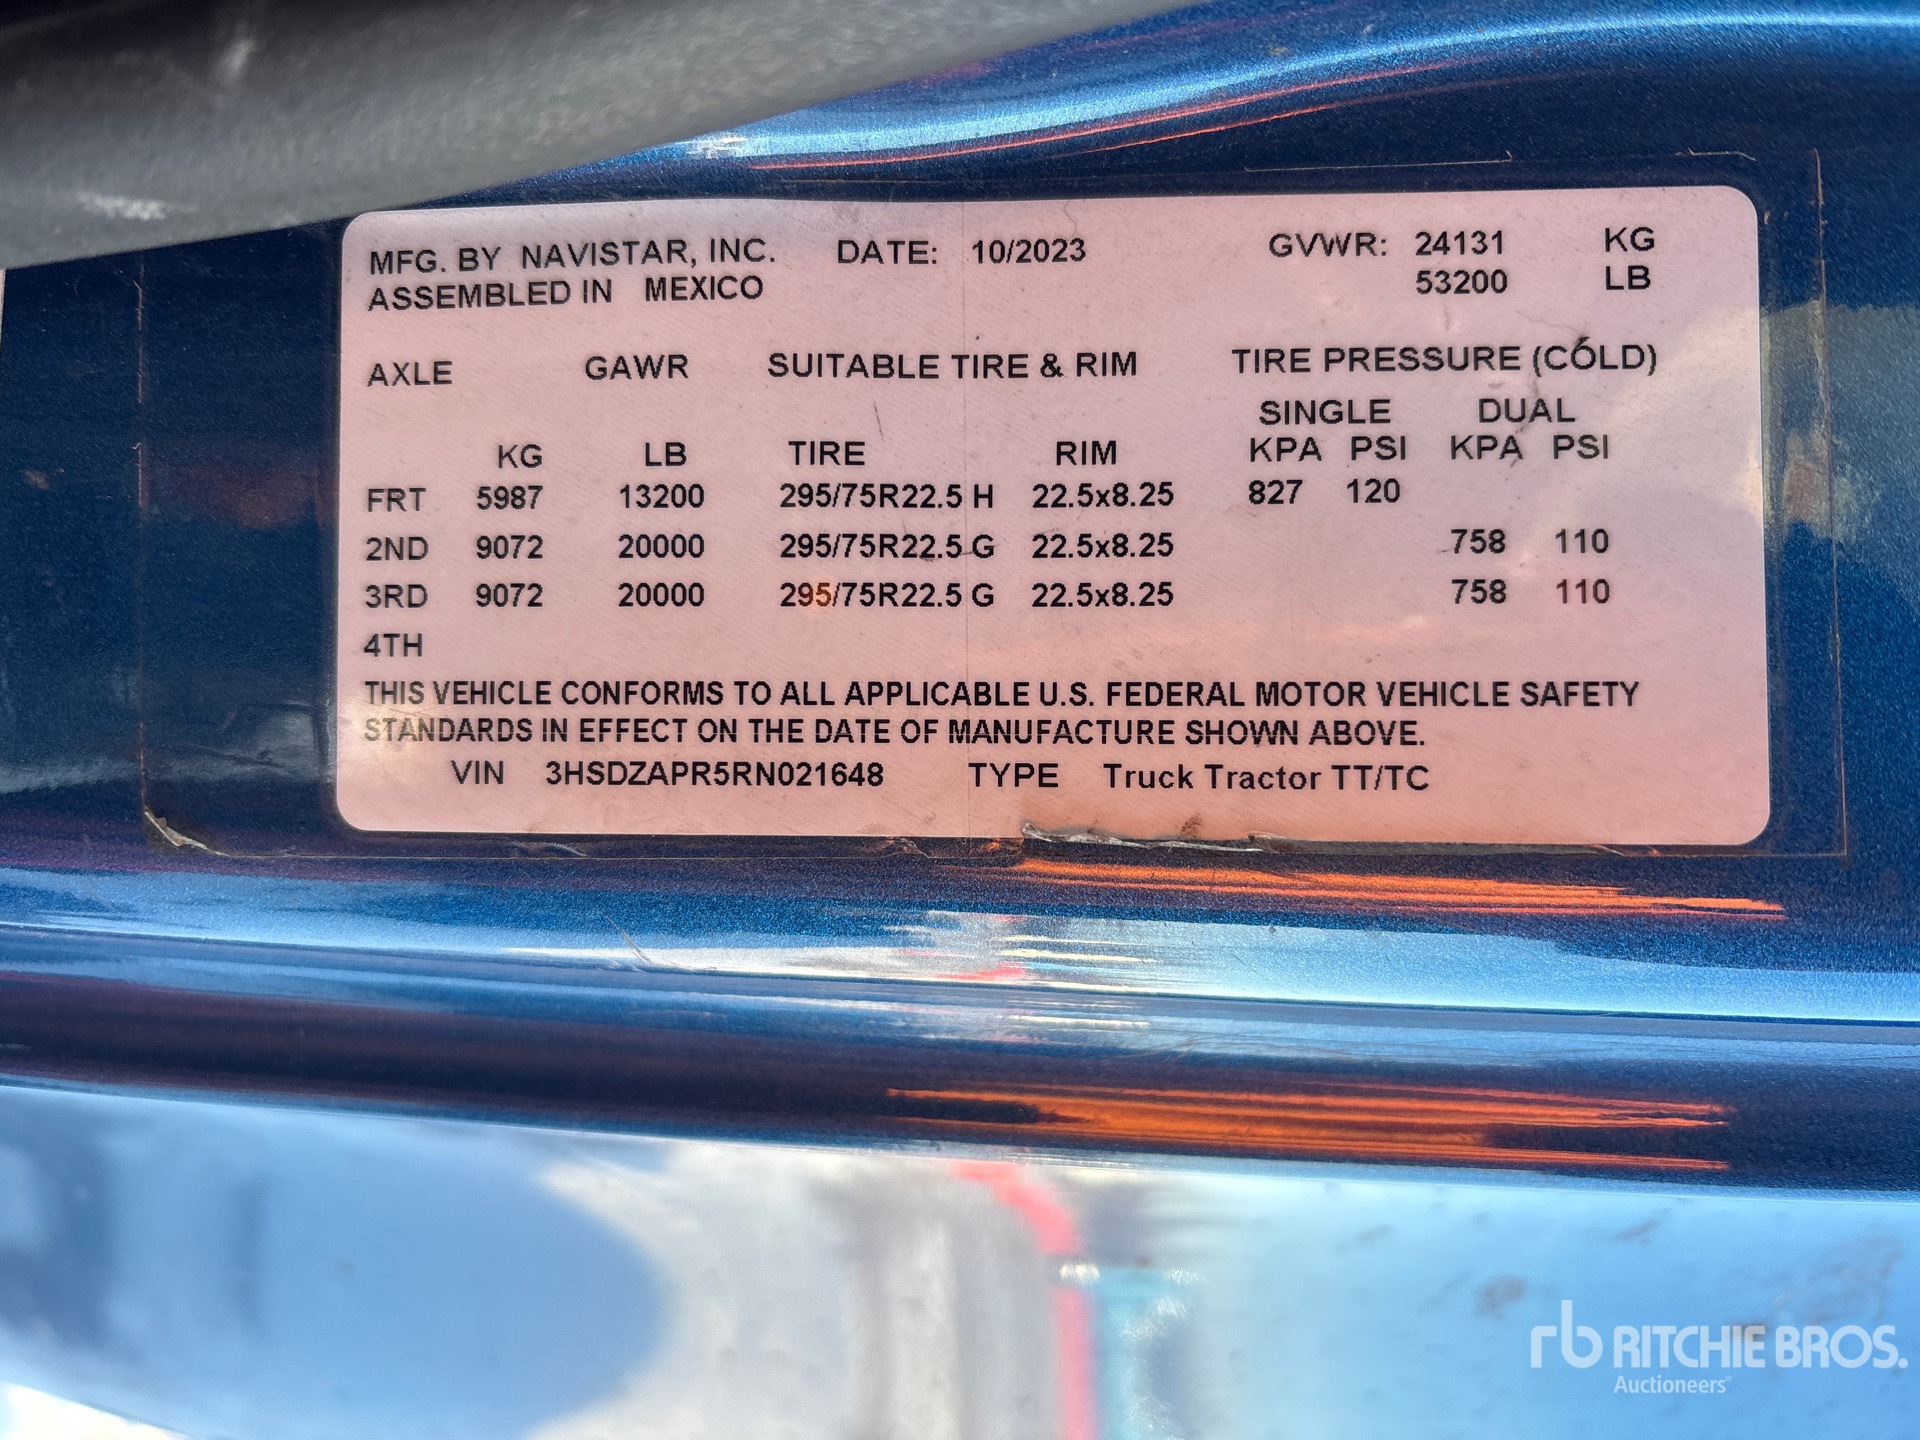 MFG. BY NAVISTAR, INC. DATE: 10/2023 GVWR: 24131 KG
ASSEMBLED IN MEXICO 53200 LB
AXLE GAWR SUITABLE TIRE & RIM TIRE PRESSURE (COLD)
SINGLE DUAL
KG LB TIRE RIM KPA PSI KPA PSI
FRT 5987 13200 295/75R22.5 H 22.5x8.25 827 120
2ND 9072 20000 295/75R22.5 G 22.5x8.25 758 110
3RD 9072 20000 295/75R22.5 G 22.5x8.25 758 110
4TH
THIS VEHICLE CONFORMS TO ALL APPLICABLE U.S. FEDERAL MOTOR VEHICLE SAFETY
STANDARDS IN EFFECT ON THE DATE OF MANUFACTURE SHOWN ABOVE.
VIN 3HSDZAPR5RN021648 TYPE Truck Tractor TT/TC
rb RITCHIE BROS.
Auctioneers